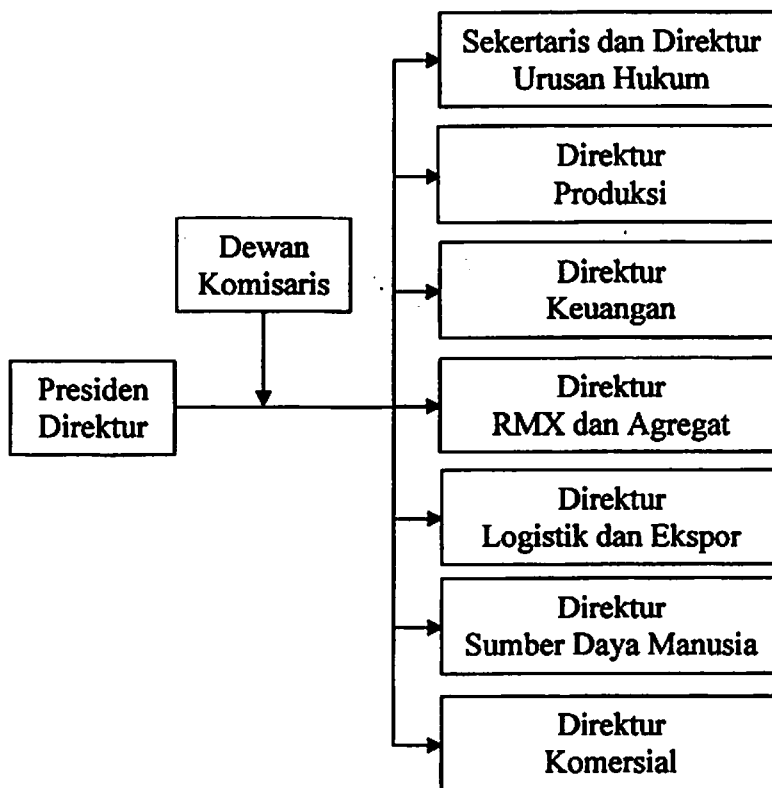 Sekertaris dan Direktur
Urusan Hukum
Direktur
Produksi
Dewan
Komisaris
Direktur
Keuangan
Presiden
Direktur
Direktur
RMX dan Agregat
Direktur
Logistik dan Ekspor
Direktur
Sumber Daya Manusia
Direktur
Komersial